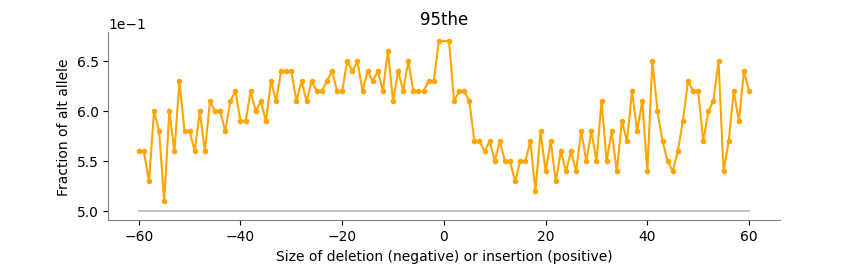 95the
1e−1
6.5
6.0
5.5
5.0
Fraction of alt allele
−60 −40 −20 0 20 40 60
Size of deletion (negative) or insertion (positive)